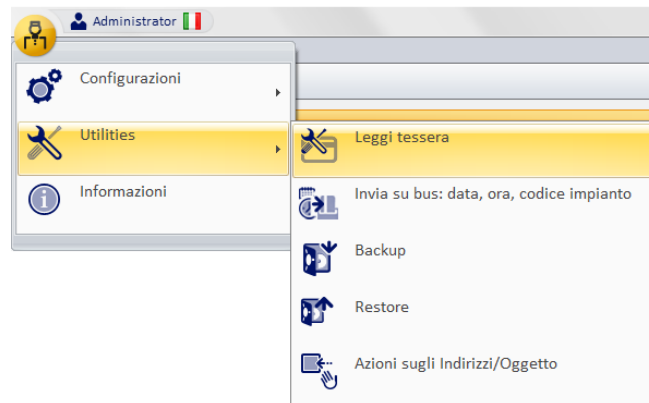 Administrator
Configurazioni
Utilities
Leggi tessera
Informazioni
Invia su bus: data, ora, codice impianto
Backup
Restore
Azioni sugli Indirizzi/Oggetto